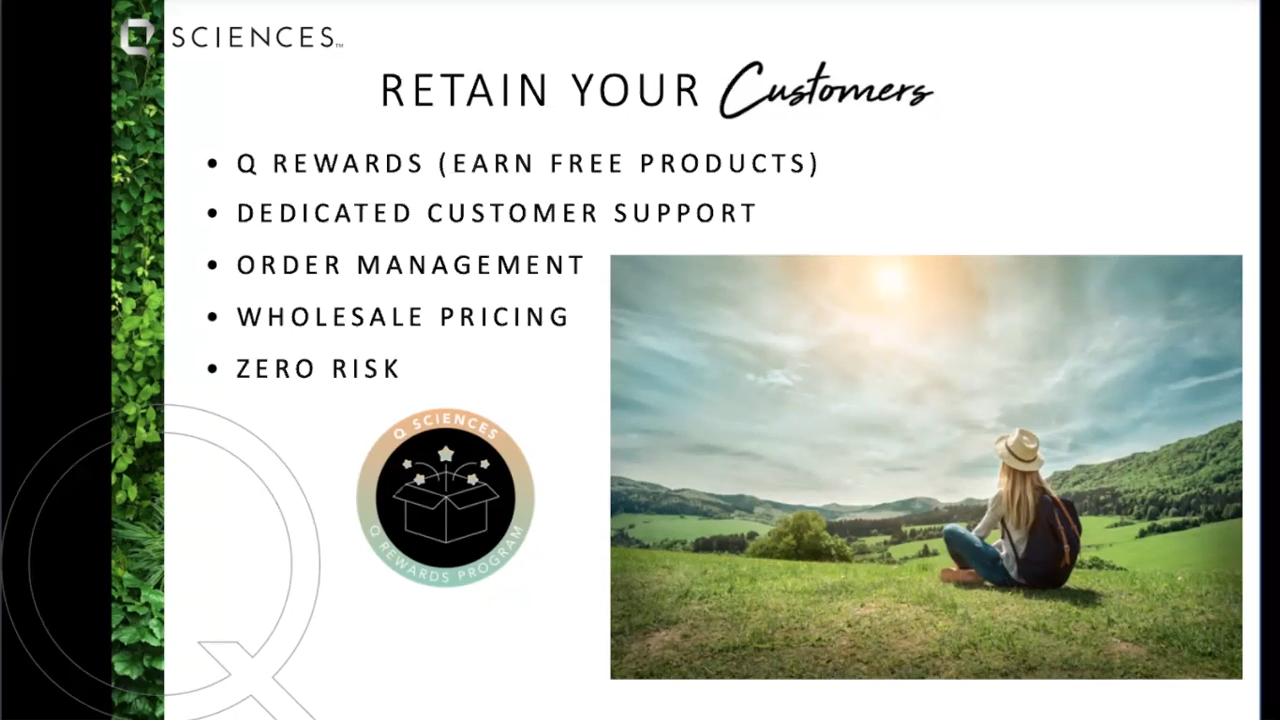 Q SCIENCES™
RETAIN YOUR Customers
• Q REWARDS (EARN FREE PRODUCTS)
• DEDICATED CUSTOMER SUPPORT
• ORDER MANAGEMENT
• WHOLESALE PRICING
• ZERO RISK
Q SCIENCES
Q REWARDS PROGRAM